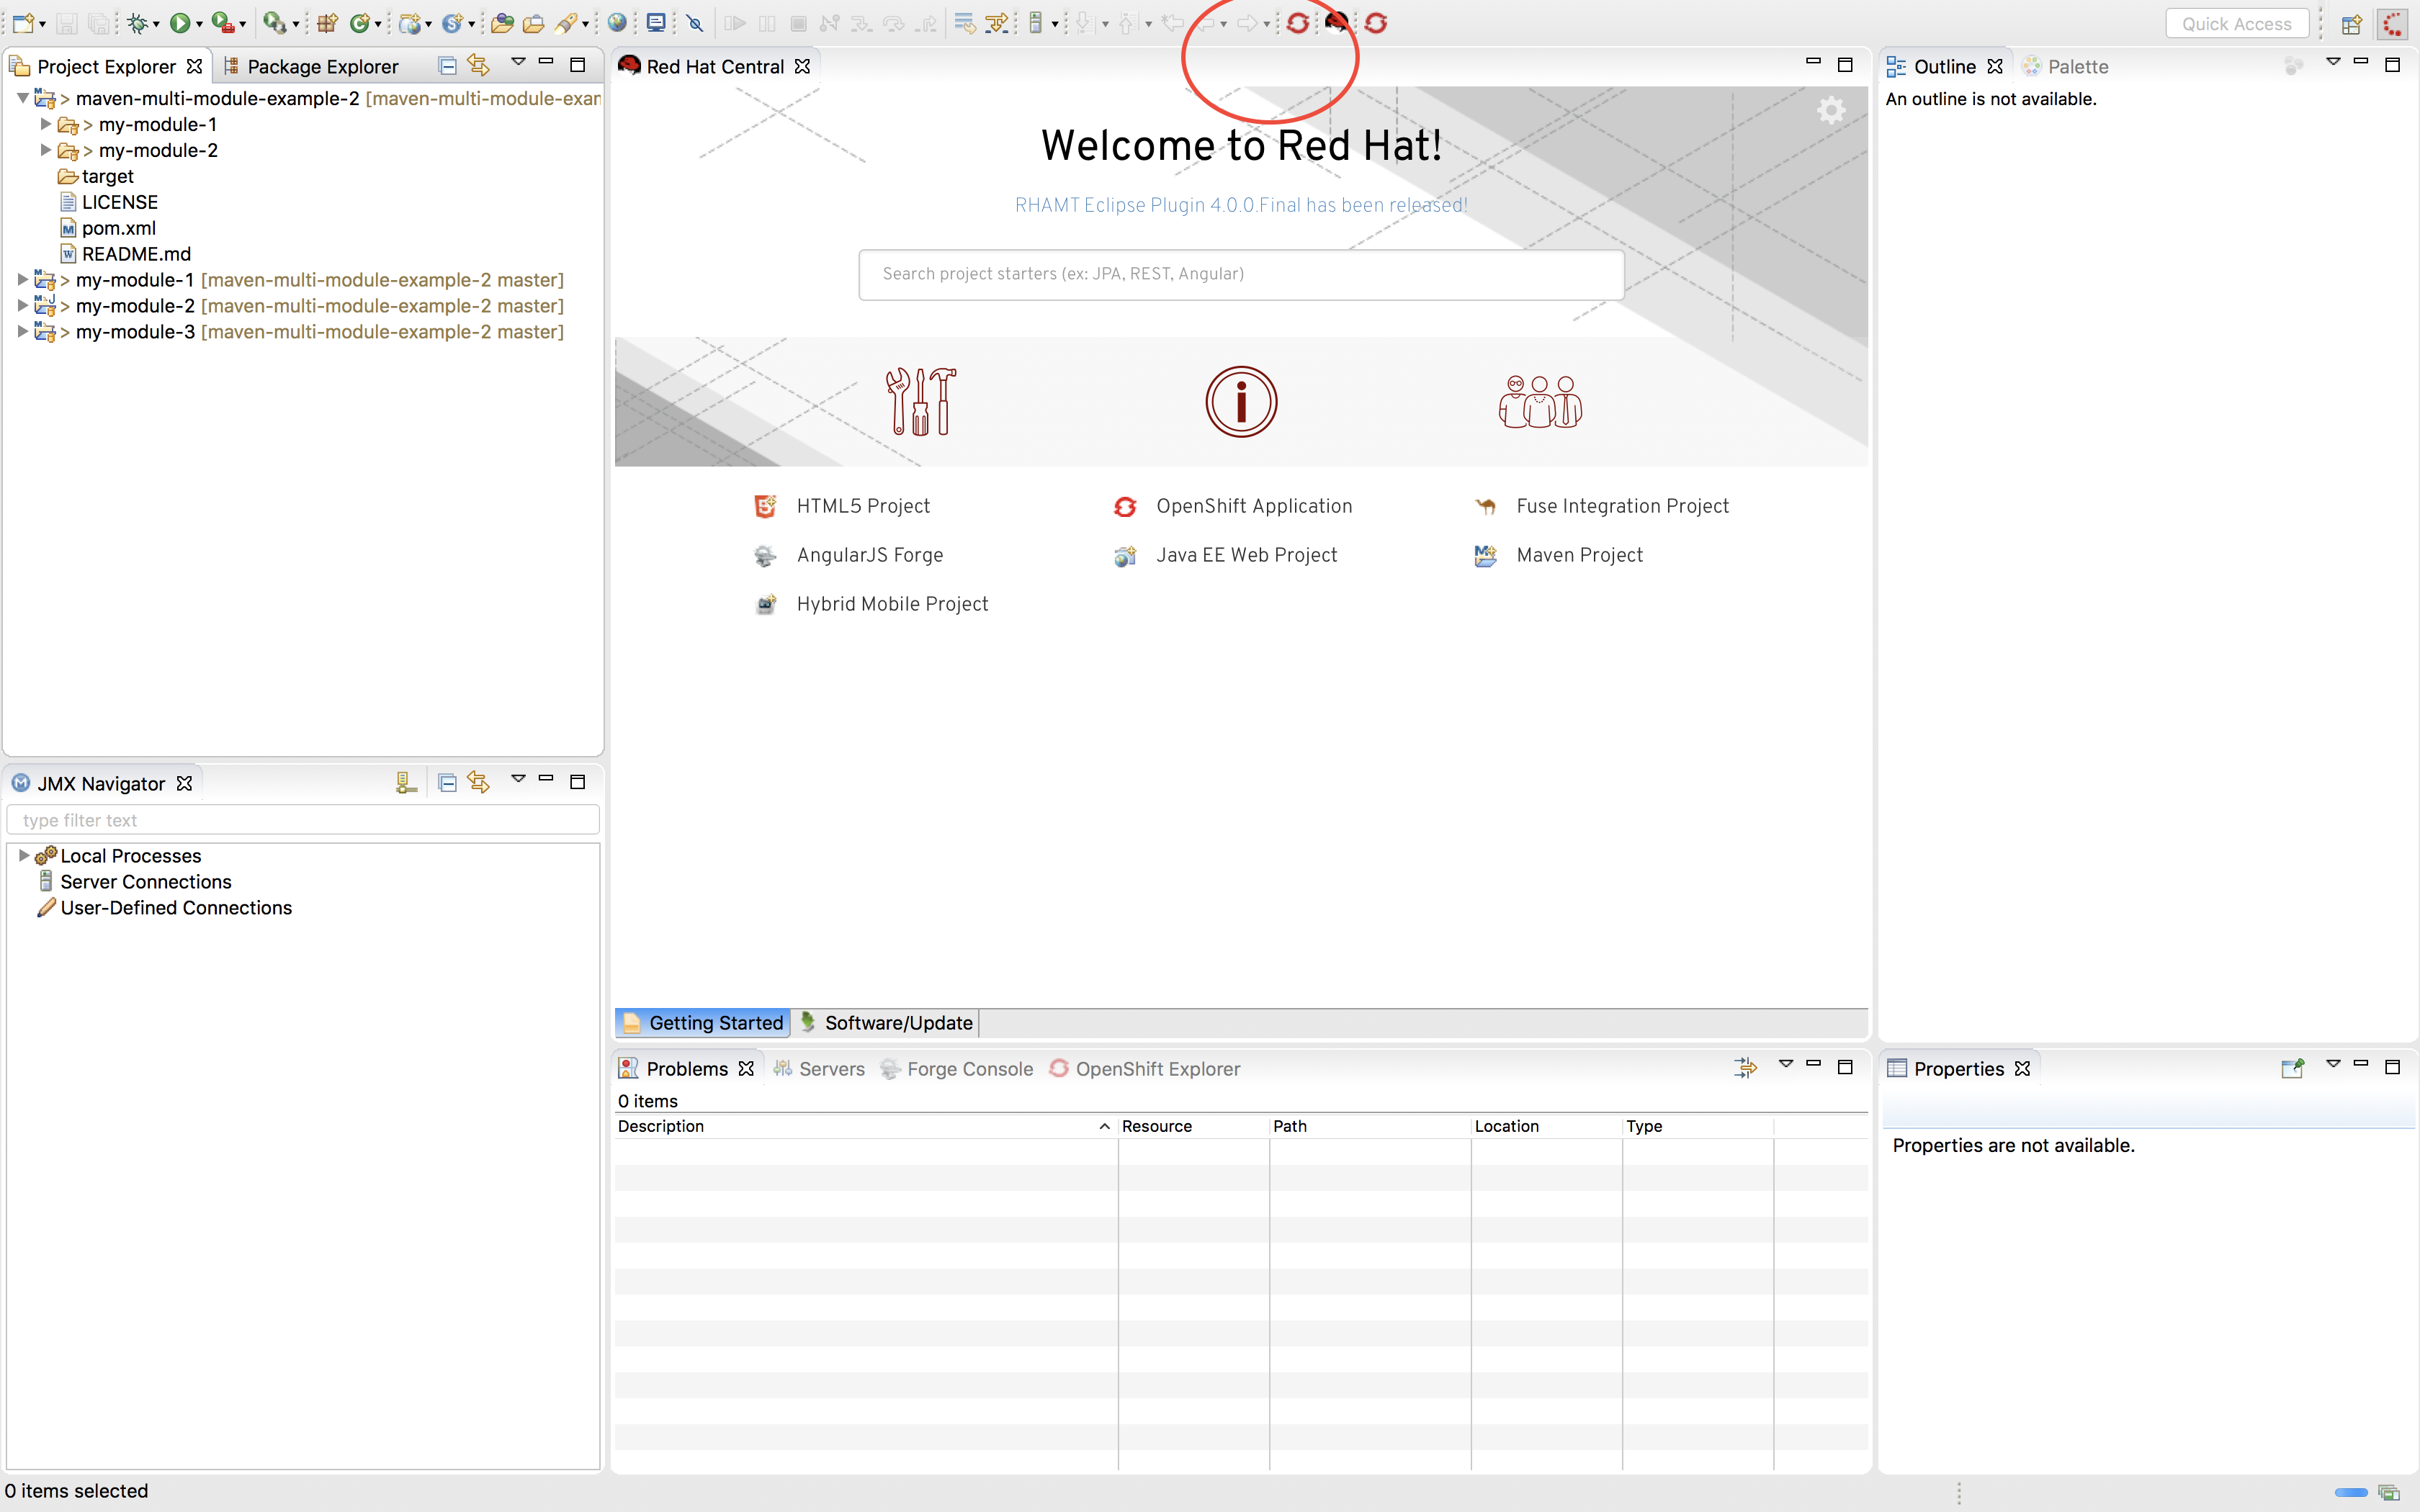 Quick Access
Project Explorer
Package Explorer
maven-multi-module-example-2 [maven-multi-module-exan
> my-module-1
> my-module-2
target
LICENSE
pom.xml
README.md
> my-module-1 [maven-multi-module-example-2 master]
> my-module-2 [maven-multi-module-example-2 master]
> my-module-3 [maven-multi-module-example-2 master]
JMX Navigator
type filter text
Local Processes
Server Connections
User-Defined Connections
Red Hat Central
Welcome to Red Hat!
RHAMT Eclipse Plugin 4.0.0.Final has been released!
Search project starters (ex: JPA, REST, Angular)
HTML5 Project
OpenShift Application
Fuse Integration Project
AngularJS Forge
Java EE Web Project
Maven Project
Hybrid Mobile Project
Getting Started
Software/Update
Problems
Servers
Forge Console
OpenShift Explorer
0 items
Description
Resource
Path
Location
Type
Outline
Palette
An outline is not available.
Properties
Properties are not available.
0 items selected